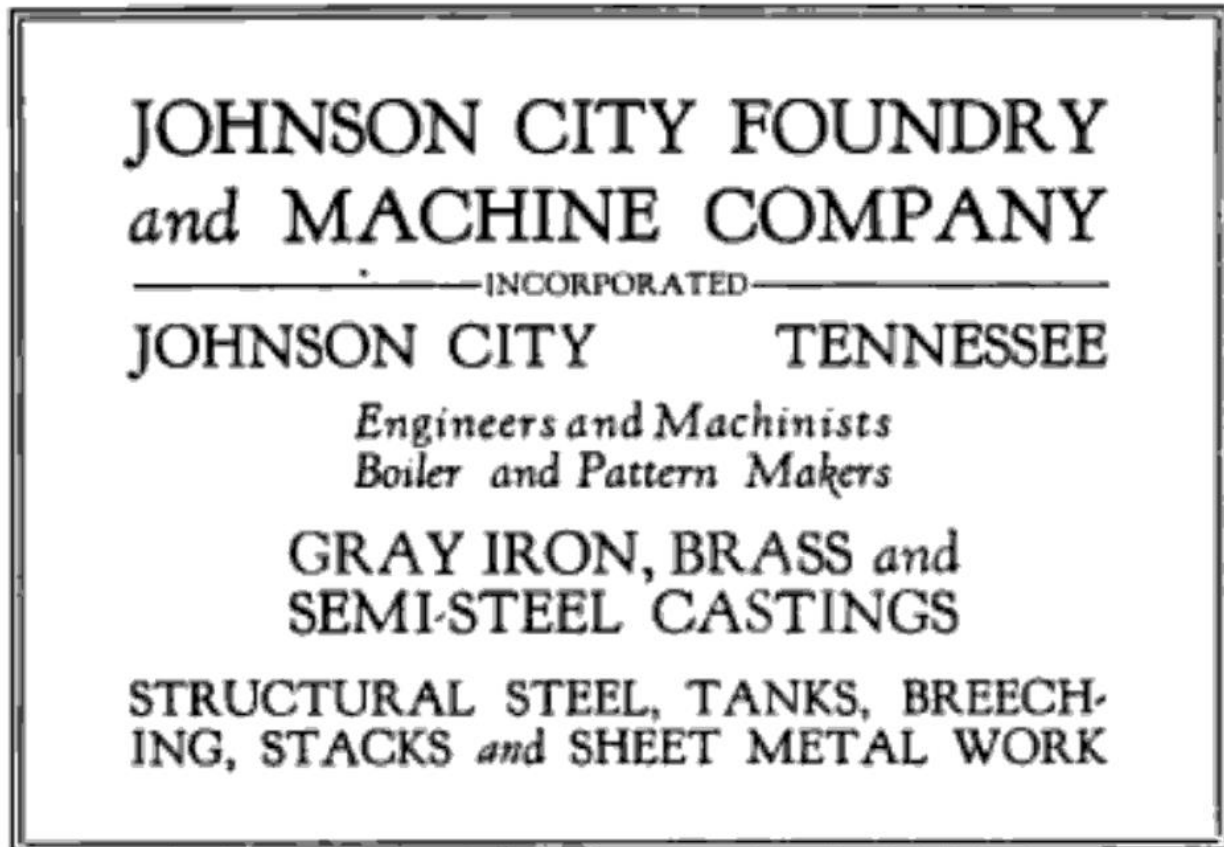 JOHNSON CITY FOUNDRY
and MACHINE COMPANY
INCORPORATED
JOHNSON CITY TENNESSEE
Engineers and Machinists
Boiler and Pattern Makers
GRAY IRON, BRASS and
SEMI-STEEL CASTINGS
STRUCTURAL STEEL, TANKS, BREECH-
ING, STACKS and SHEET METAL WORK